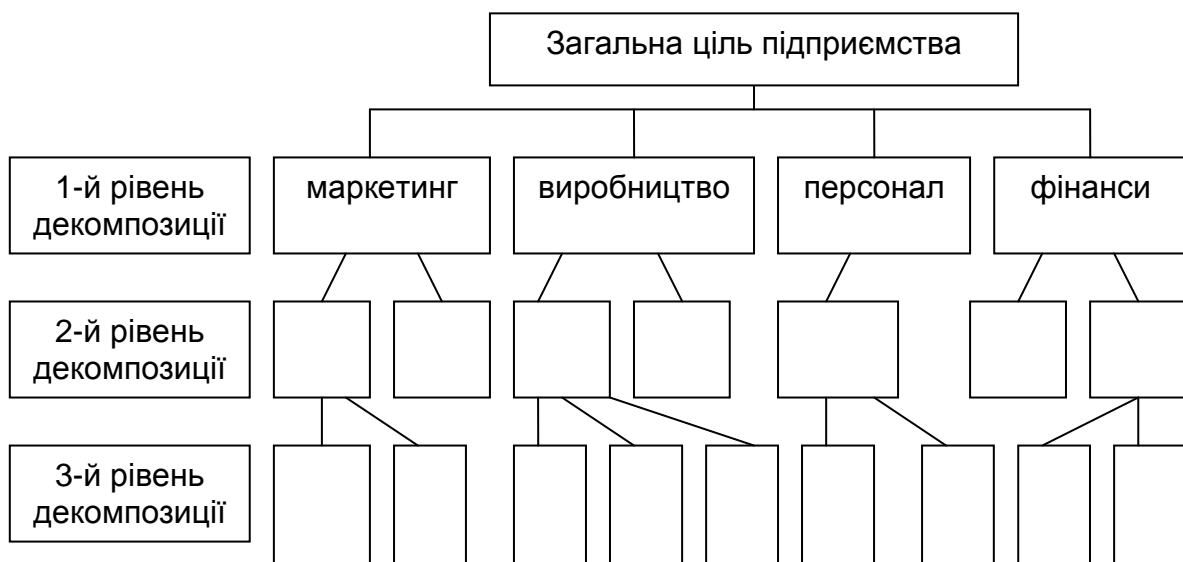 Загальна ціль підприємства
1-й рівень
декомпозиції
маркетинг
виробництво
персонал
фінанси
2-й рівень
декомпозиції
3-й рівень
декомпозиції